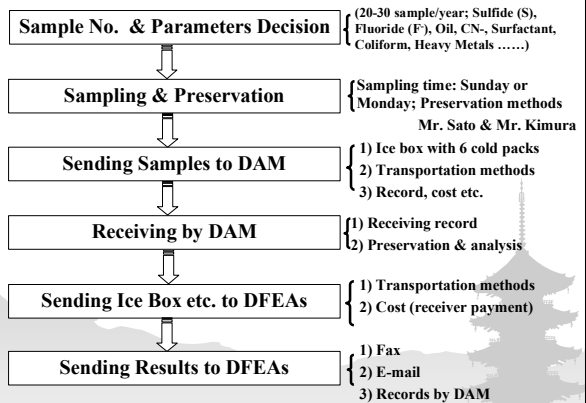 Sample No. & Parameters Decision
(20-30 sample/year; Sulfide (S),
Fluoride (F-), Oil, CN-, Surfactant,
Coliform, Heavy Metals ……)
Sampling & Preservation
Sampling time: Sunday or
Monday; Preservation methods
Mr. Sato & Mr. Kimura
Sending Samples to DAM
1) Ice box with 6 cold packs
2) Transportation methods
3) Record, cost etc.
Receiving by DAM
1) Receiving record
2) Preservation & analysis
Sending Ice Box etc. to DFEAs
1) Transportation methods
2) Cost (receiver payment)
Sending Results to DFEAs
1) Fax
2) E-mail
3) Records by DAM